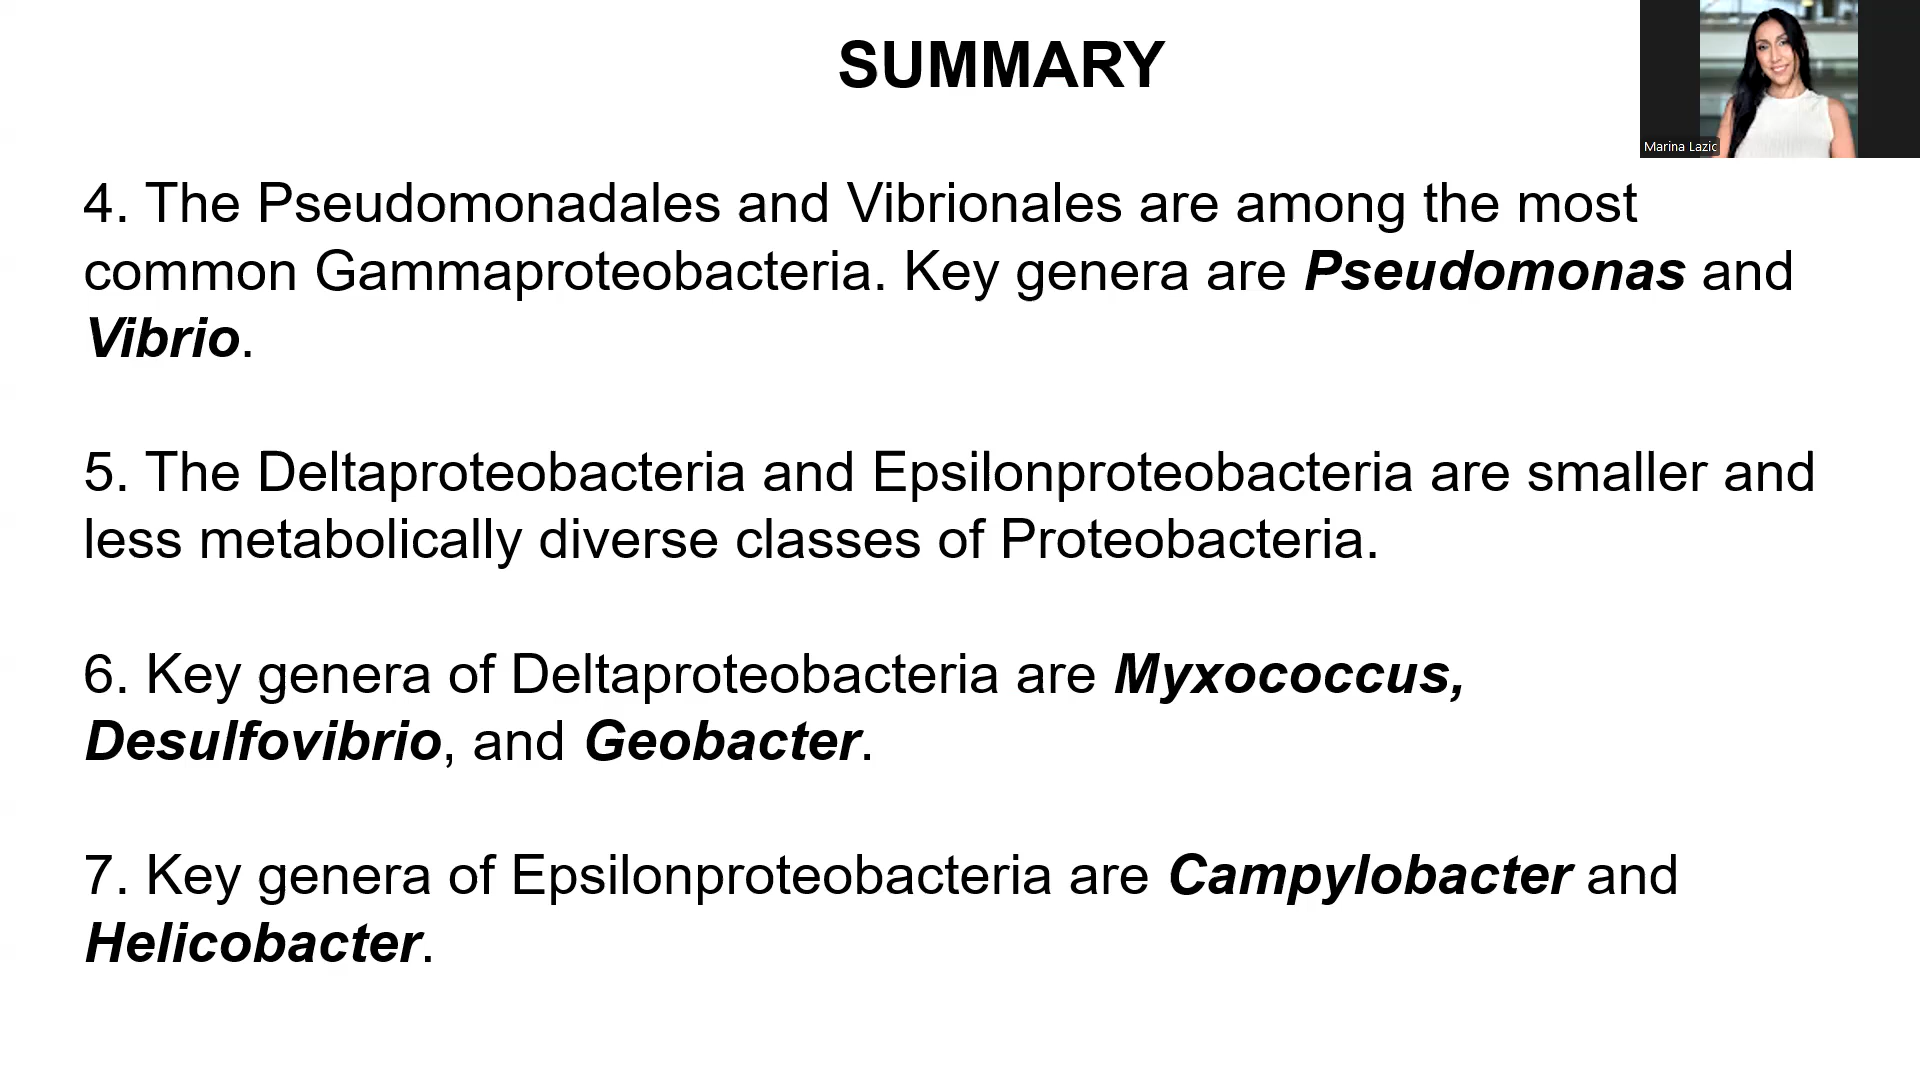 SUMMARY
Marina Lazic
4. The Pseudomonadales and Vibrionales are among the most
common Gammaproteobacteria. Key genera are Pseudomonas and
Vibrio.
5. The Deltaproteobacteria and Epsilonproteobacteria are smaller and
less metabolically diverse classes of Proteobacteria.
6. Key genera of Deltaproteobacteria are Myxococcus,
Desulfovibrio, and Geobacter.
7. Key genera of Epsilonproteobacteria are Campylobacter and
Helicobacter.